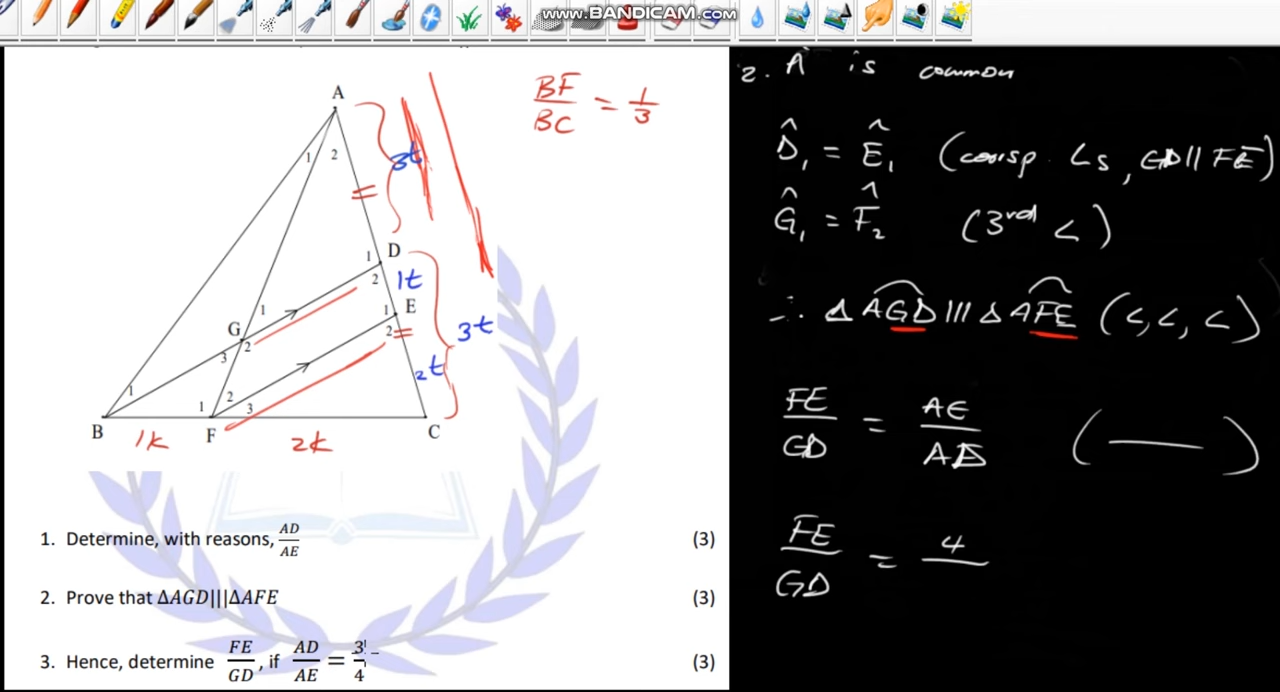 www.BANDICAM.com
BF/BC = 1/3
A
1 2
3t
=
D
1
2
1t
1
E
G
1
2
3
2 =
3t
2t
1
1
2
3
B
F
C
1k
2k
1. Determine, with reasons, AD/AE (3)
2. Prove that ΔAGD|||ΔAFE (3)
3. Hence, determine FE/GD, if AD/AE = 3/4 (3)
2. Â is common
D̂₁ = Ê₁ (corresp. ∠s, GD // FE)
Ĝ₁ = F̂₂ (3rd ∠)
∴ Δ AGD ||| Δ AFE (∠, ∠, ∠)
FE/GD = AE/AD ( — )
FE/GD = 4/